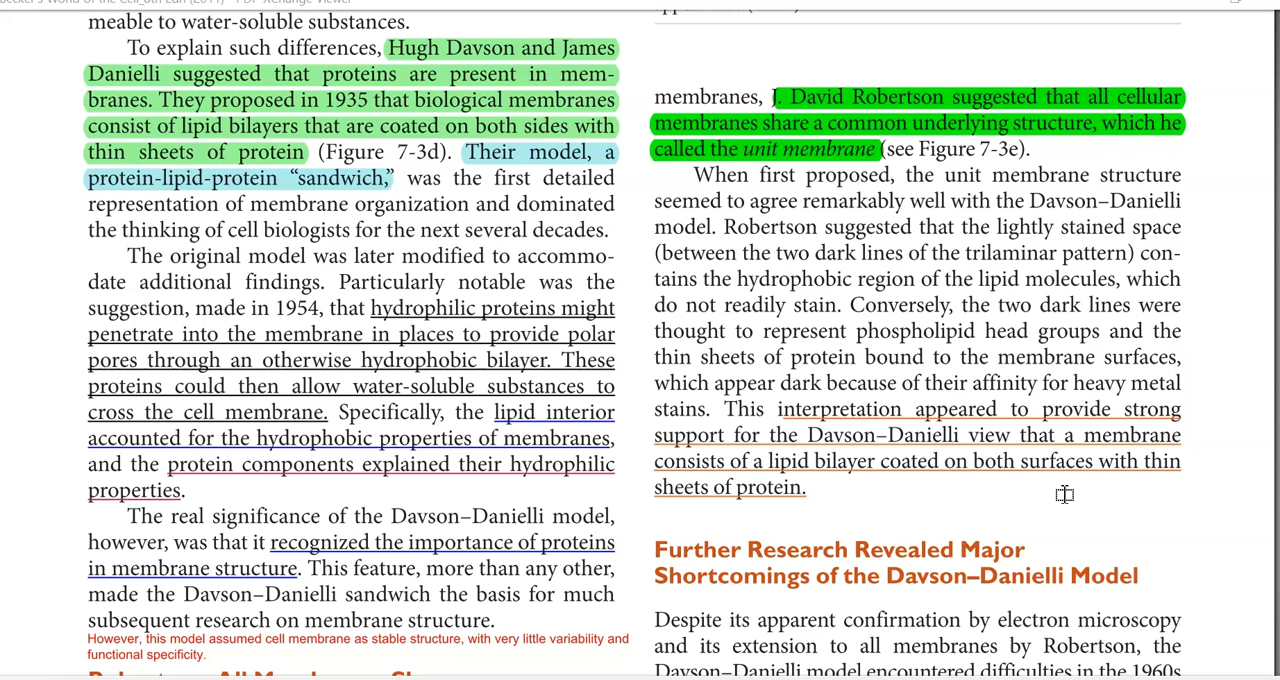 Becker's World of the Cell_8th Edn (2011) - PDF-XChange Viewer
meable to water-soluble substances.
To explain such differences, Hugh Davson and James
Danielli suggested that proteins are present in mem-
branes. They proposed in 1935 that biological membranes
consist of lipid bilayers that are coated on both sides with
thin sheets of protein (Figure 7-3d). Their model, a
protein-lipid-protein “sandwich,” was the first detailed
representation of membrane organization and dominated
the thinking of cell biologists for the next several decades.
The original model was later modified to accommo-
date additional findings. Particularly notable was the
suggestion, made in 1954, that hydrophilic proteins might
penetrate into the membrane in places to provide polar
pores through an otherwise hydrophobic bilayer. These
proteins could then allow water-soluble substances to
cross the cell membrane. Specifically, the lipid interior
accounted for the hydrophobic properties of membranes,
and the protein components explained their hydrophilic
properties.
The real significance of the Davson–Danielli model,
however, was that it recognized the importance of proteins
in membrane structure. This feature, more than any other,
made the Davson–Danielli sandwich the basis for much
subsequent research on membrane structure.
However, this model assumed cell membrane as stable structure, with very little variability and
functional specificity.
membranes, J. David Robertson suggested that all cellular
membranes share a common underlying structure, which he
called the unit membrane (see Figure 7-3e).
When first proposed, the unit membrane structure
seemed to agree remarkably well with the Davson–Danielli
model. Robertson suggested that the lightly stained space
(between the two dark lines of the trilaminar pattern) con-
tains the hydrophobic region of the lipid molecules, which
do not readily stain. Conversely, the two dark lines were
thought to represent phospholipid head groups and the
thin sheets of protein bound to the membrane surfaces,
which appear dark because of their affinity for heavy metal
stains. This interpretation appeared to provide strong
support for the Davson–Danielli view that a membrane
consists of a lipid bilayer coated on both surfaces with thin
sheets of protein.
Further Research Revealed Major
Shortcomings of the Davson–Danielli Model
Despite its apparent confirmation by electron microscopy
and its extension to all membranes by Robertson, the
Davson–Danielli model encountered difficulties in the 1960s